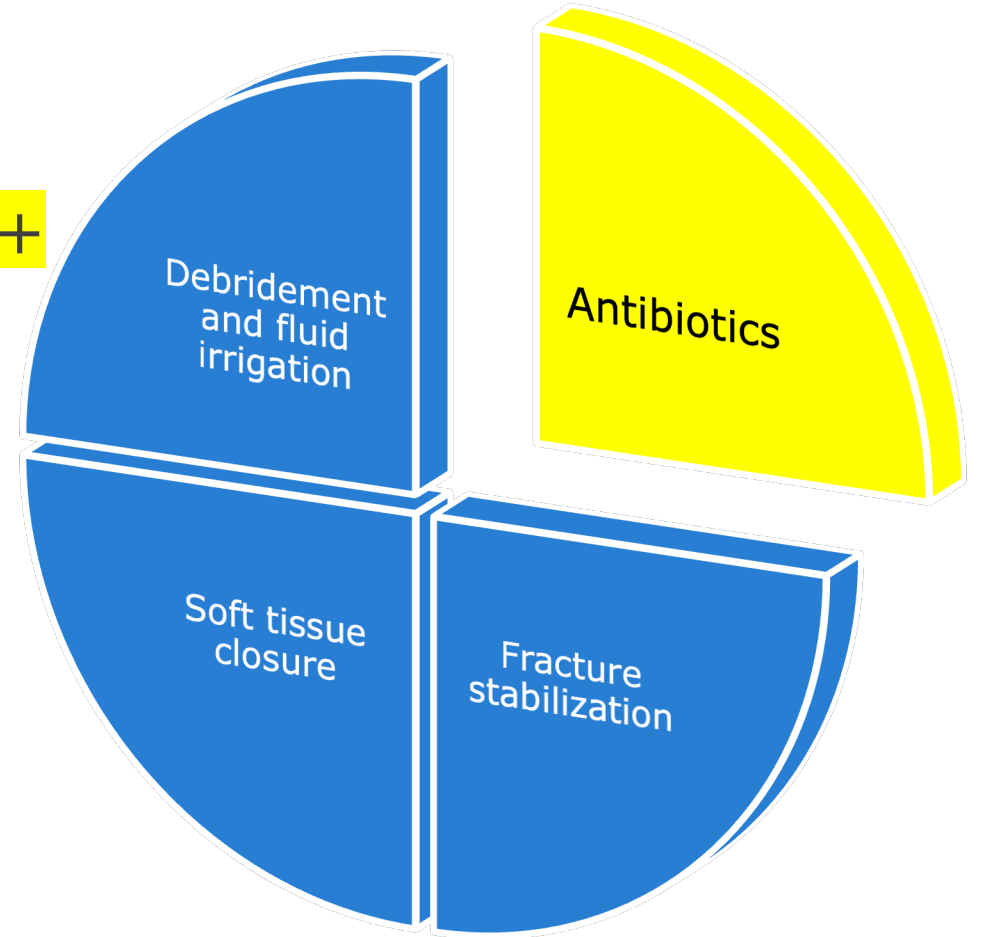 +
Debridement
and fluid
irrigation
Antibiotics
Soft tissue
closure
Fracture
stabilization